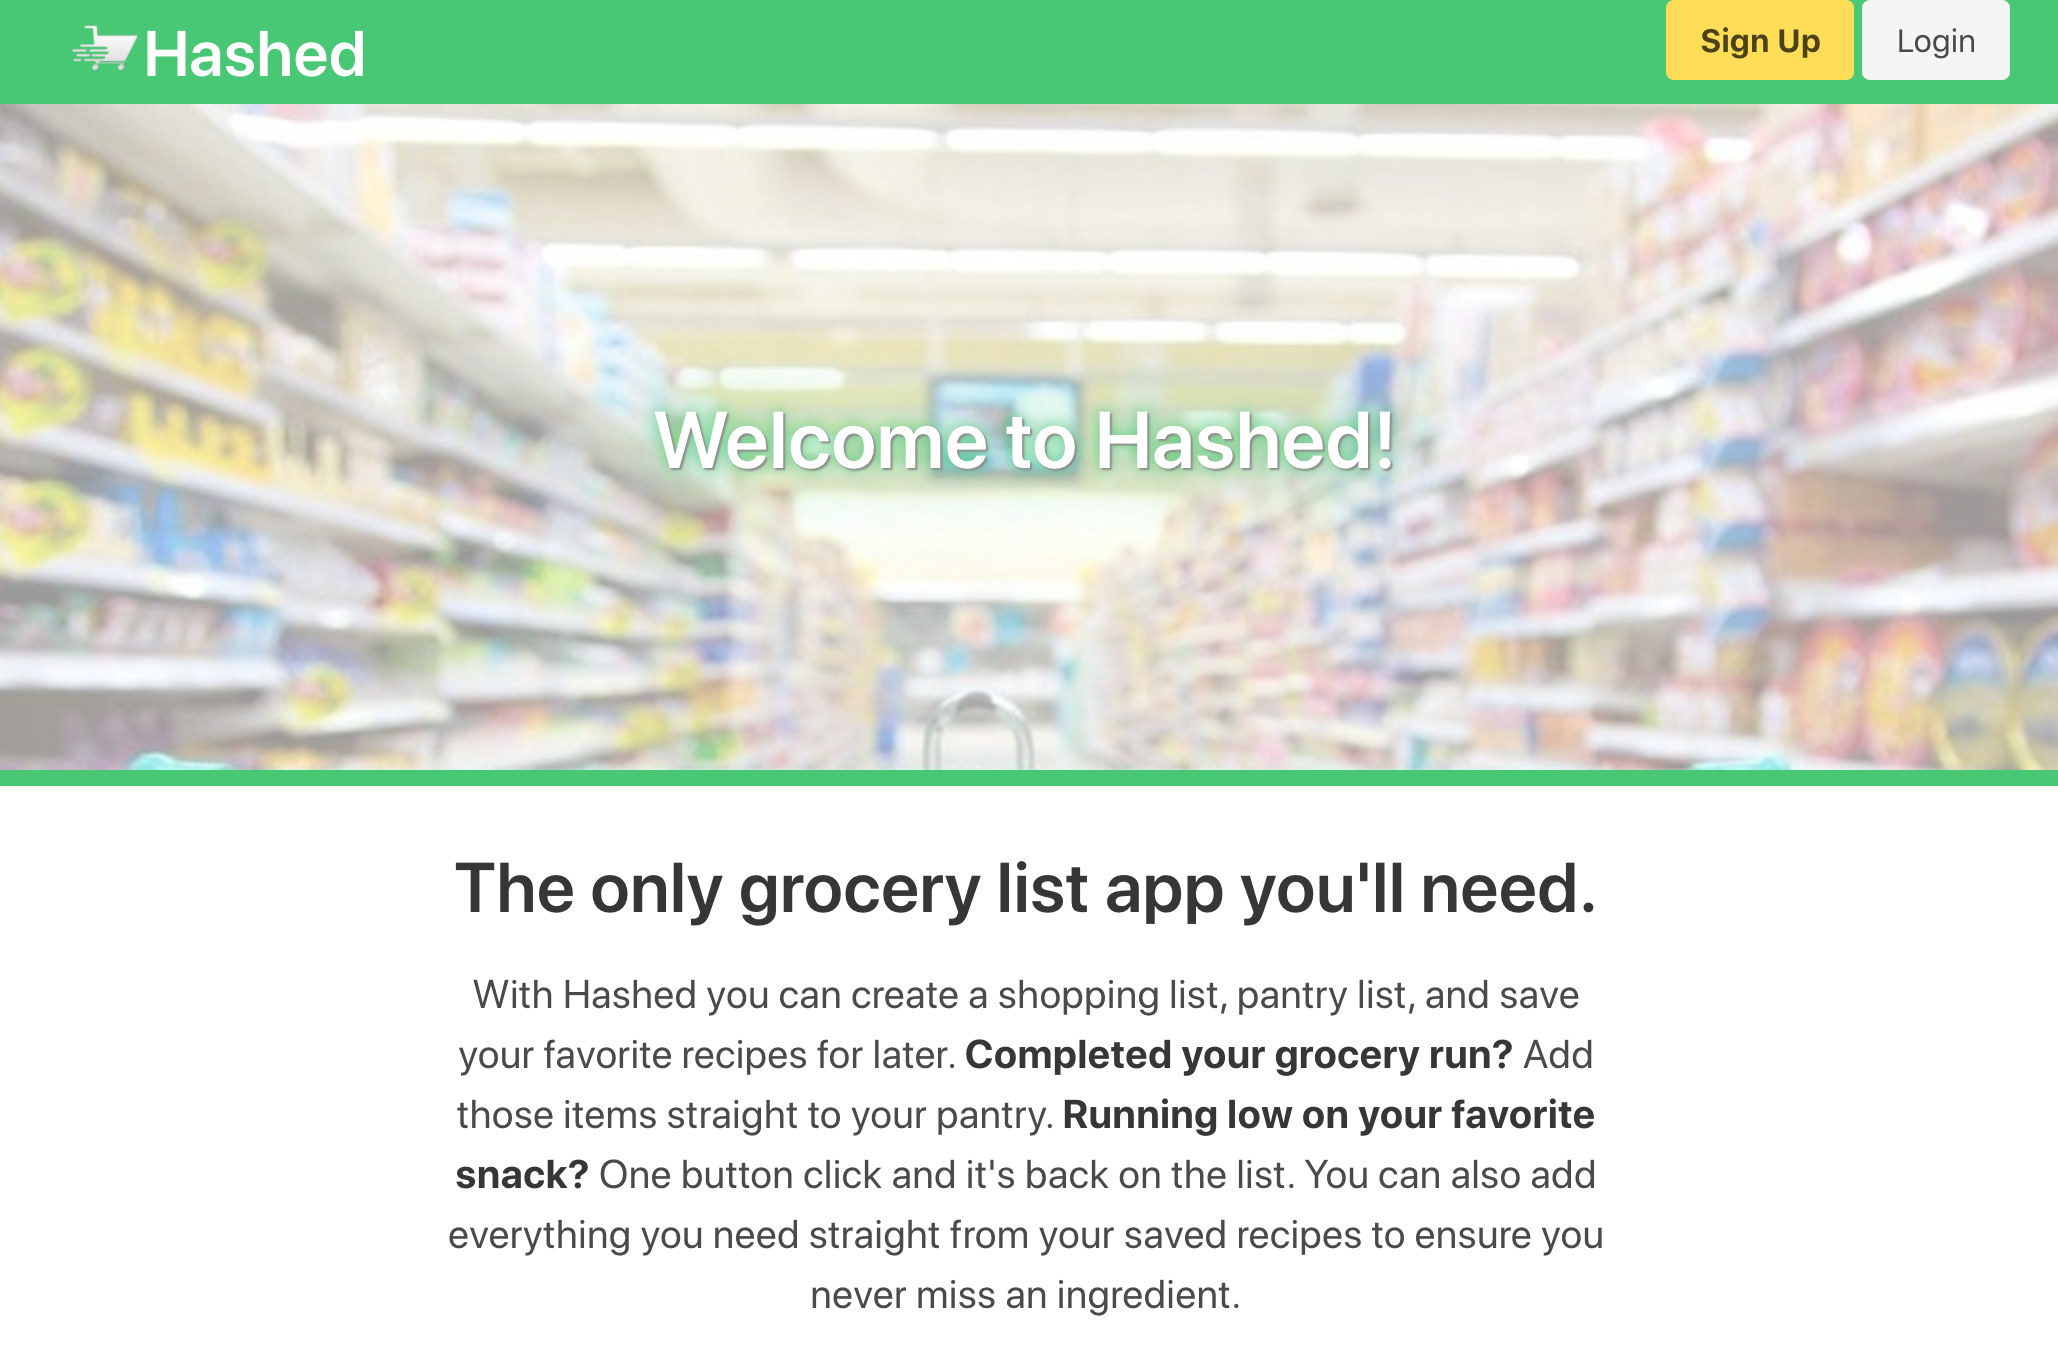 Hashed
Sign Up
Login
Welcome to Hashed!
The only grocery list app you'll need.
With Hashed you can create a shopping list, pantry list, and save
your favorite recipes for later. Completed your grocery run? Add
those items straight to your pantry. Running low on your favorite
snack? One button click and it's back on the list. You can also add
everything you need straight from your saved recipes to ensure you
never miss an ingredient.